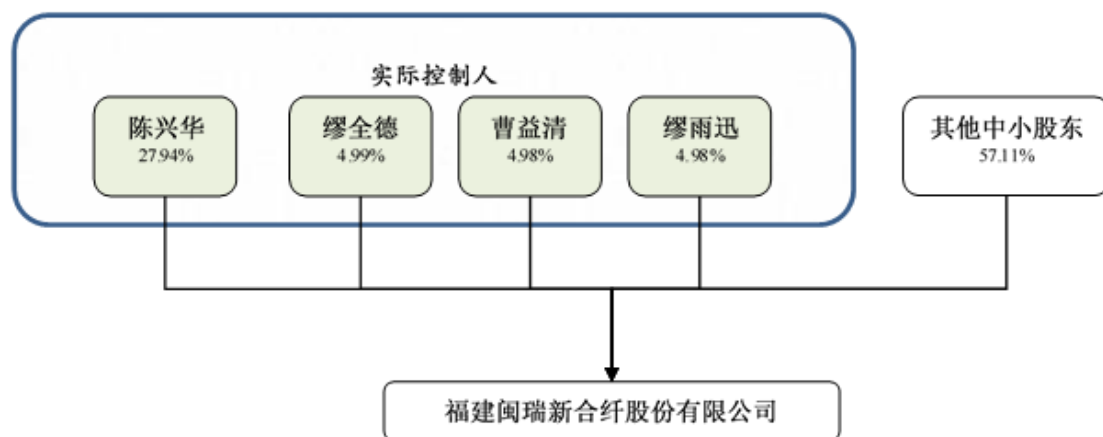 实际控制人
陈兴华
27.94%
缪全德
4.99%
曹益清
4.98%
缪雨迅
4.98%
其他中小股东
57.11%
福建闽瑞新合纤股份有限公司